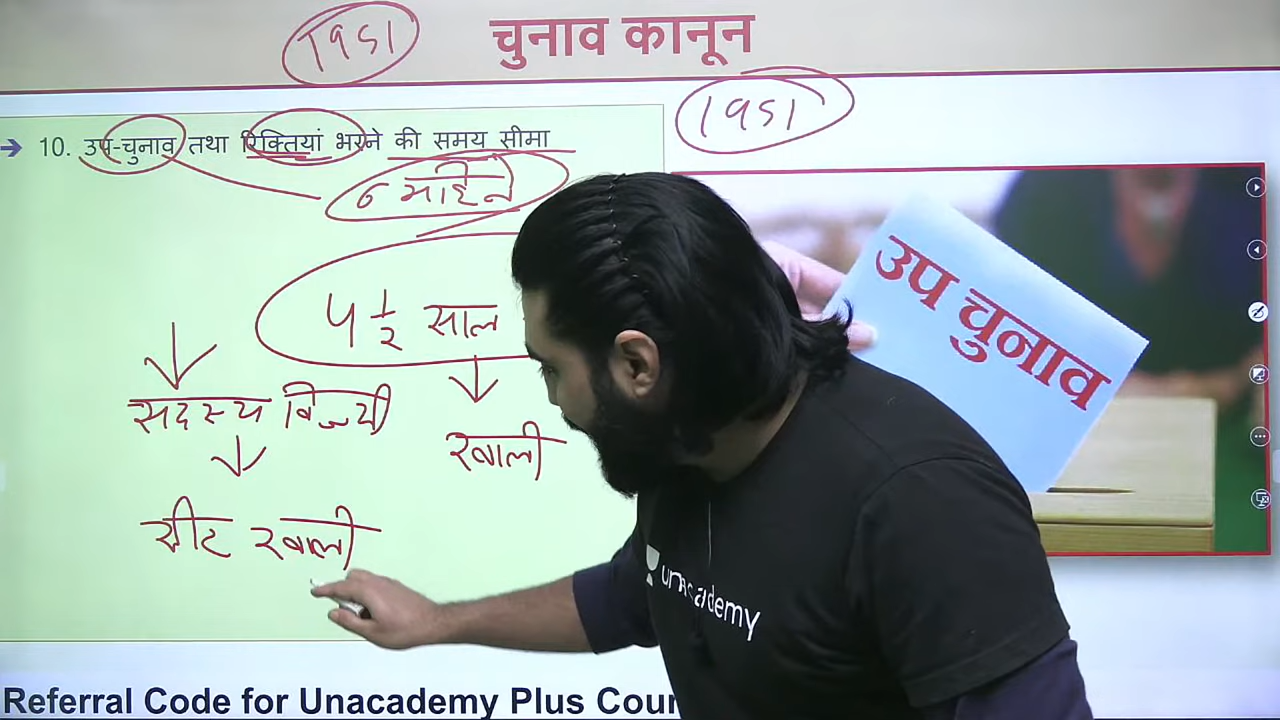 1951
चुनाव कानून
1951
10. उप-चुनाव तथा रिक्तियां भरने की समय सीमा
6 महिने
4 1/2 साल
सदस्य विजयी
खाली
सीट खाली
उप चुनाव
unacademy
Referral Code for Unacademy Plus Cour